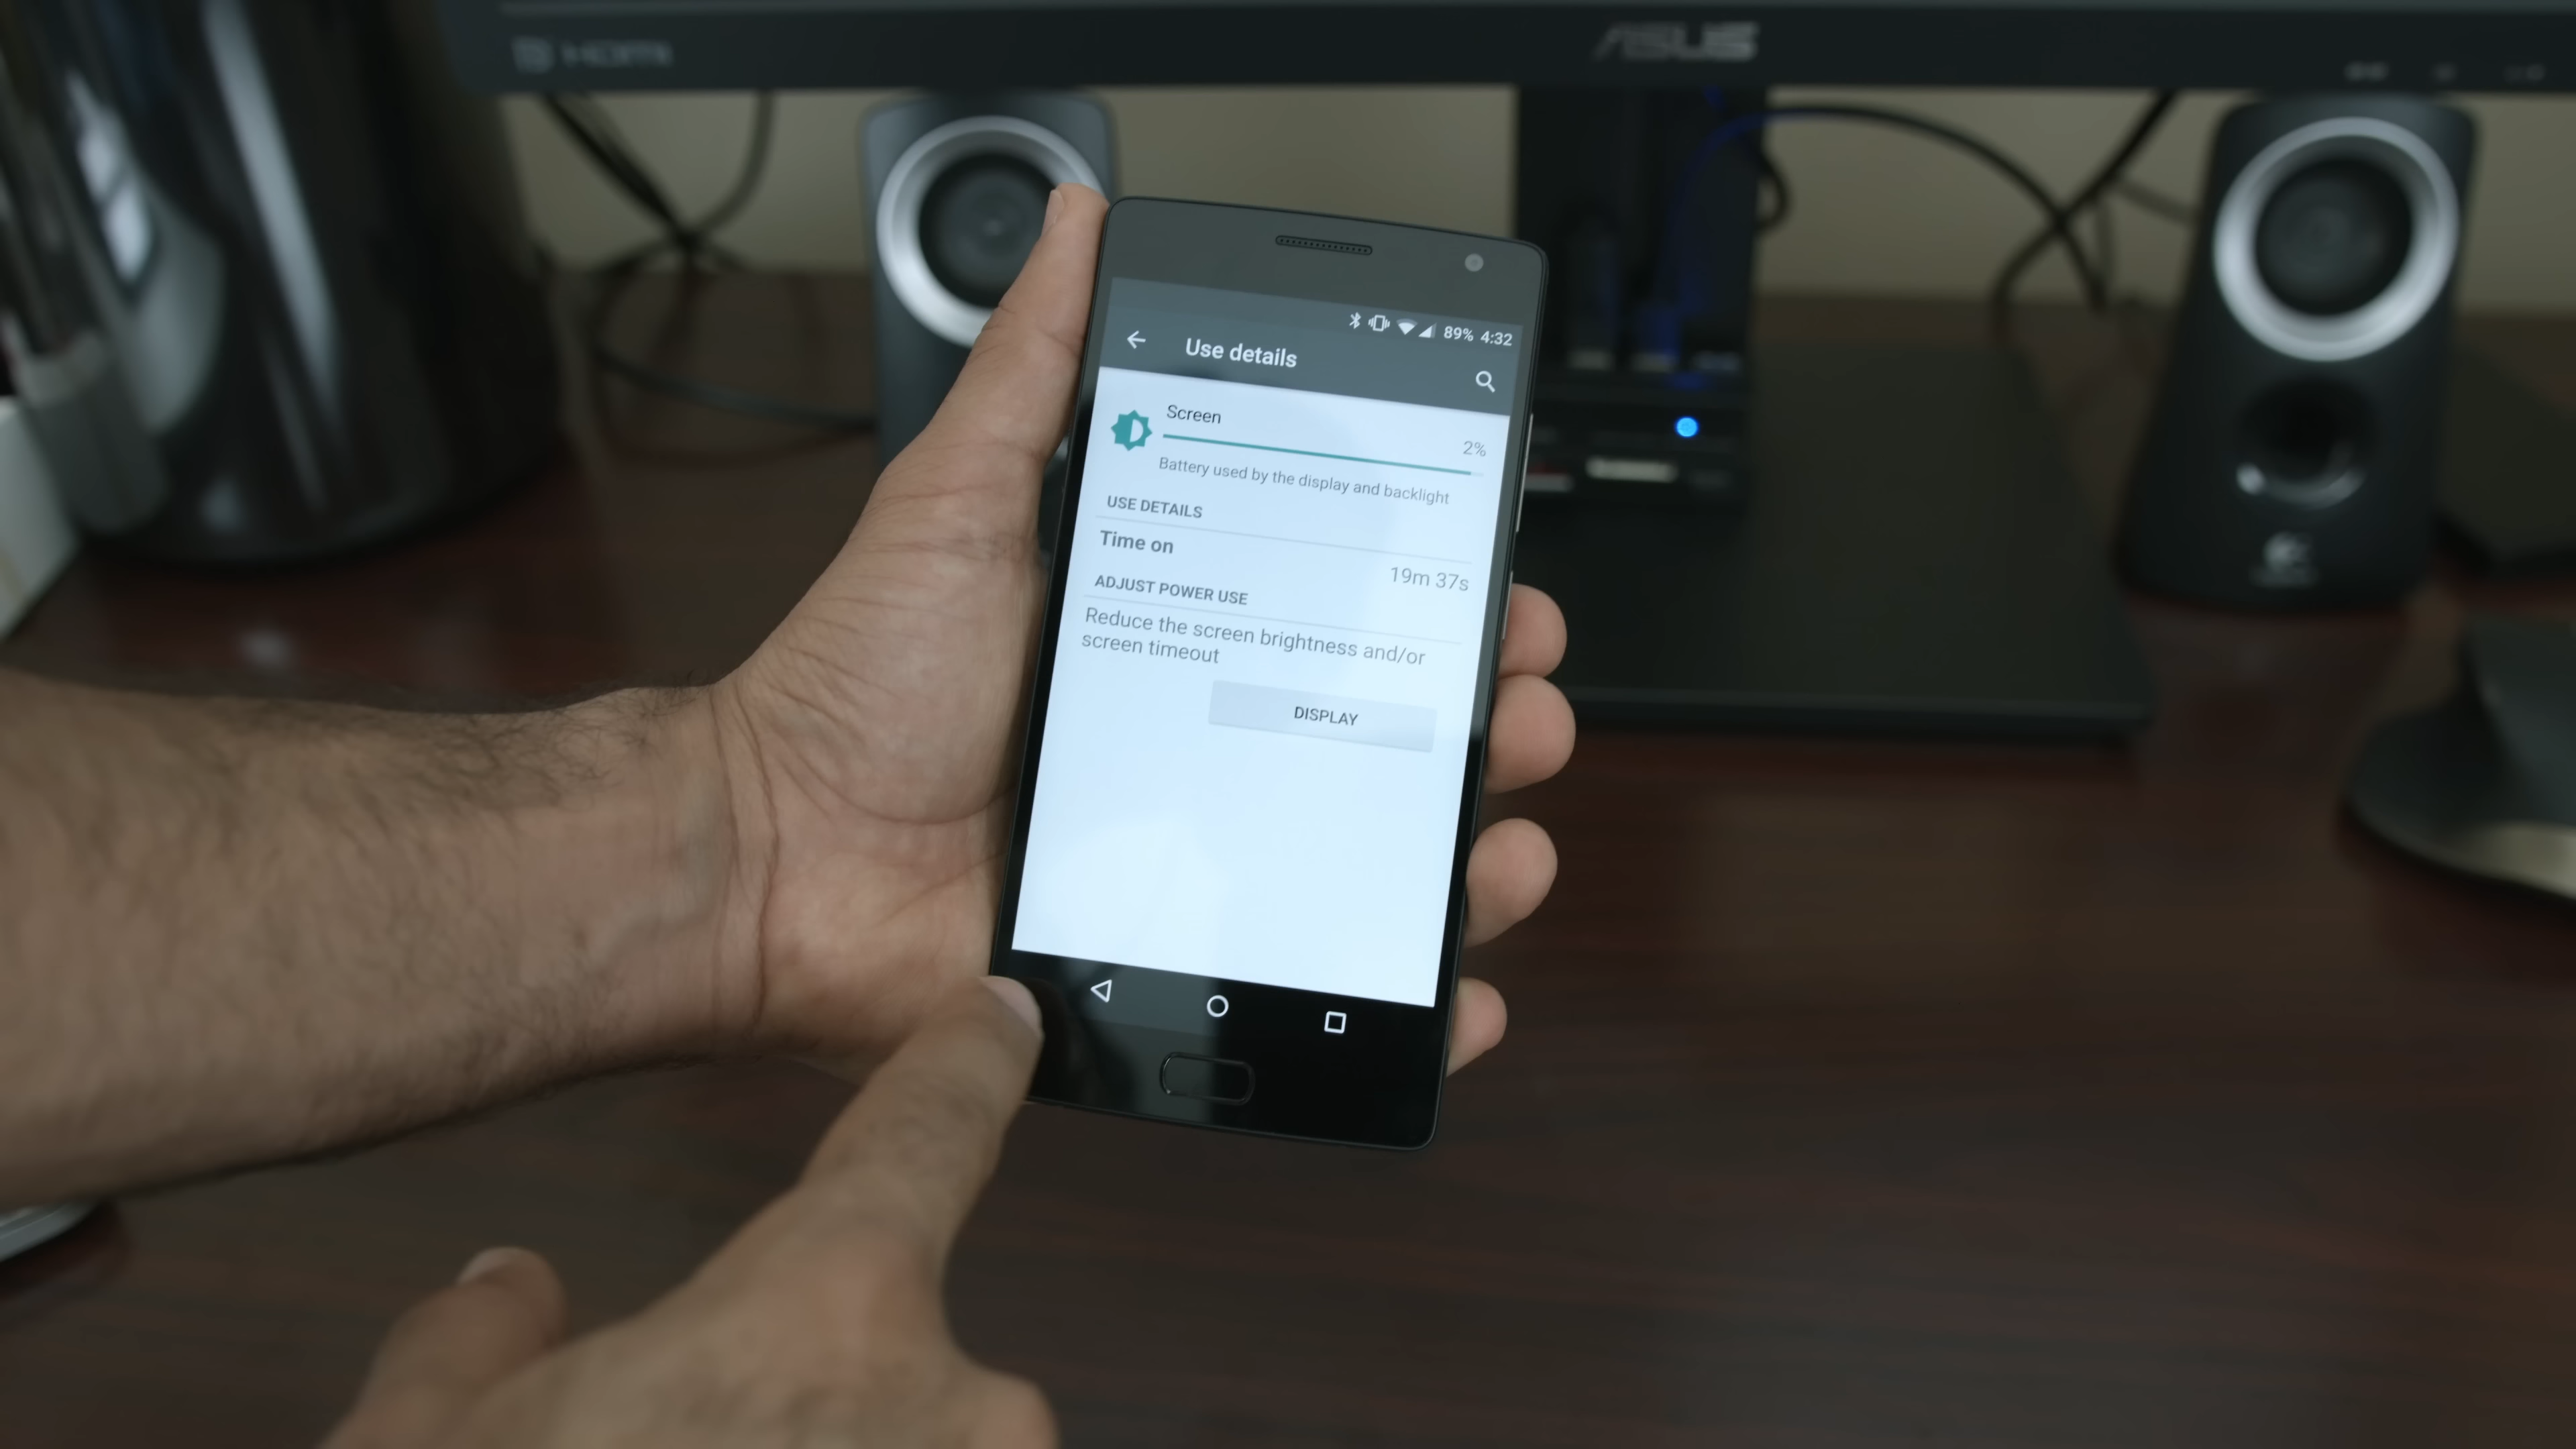 HDMI
ASUS
89% 4:32
Use details
Screen
2%
Battery used by the display and backlight
USE DETAILS
Time on
19m 37s
ADJUST POWER USE
Reduce the screen brightness and/or
screen timeout
DISPLAY